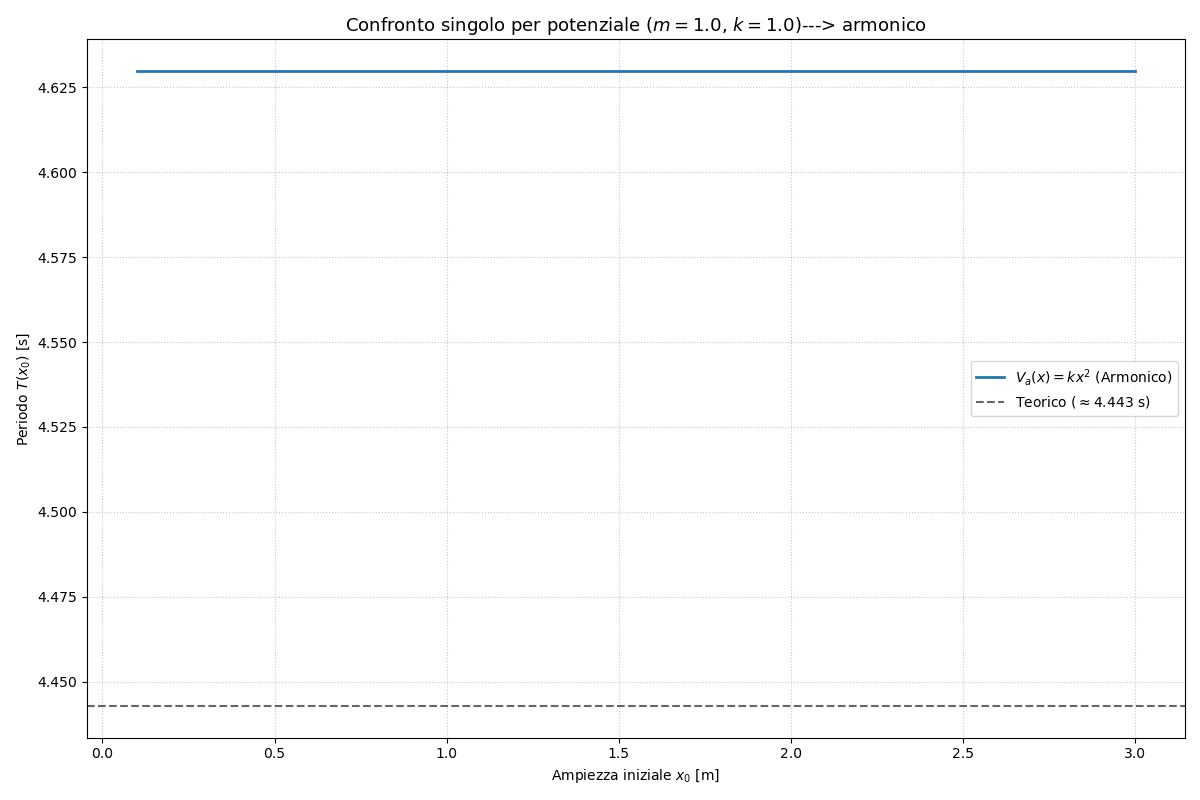 Confronto singolo per potenziale (m = 1.0, k = 1.0)---> armonico
4.625
4.600
4.575
4.550
4.525
4.500
4.475
4.450
Periodo T(x₀) [s]
Vₐ(x) = kx² (Armonico)
Teorico (≈ 4.443 s)
0.0 0.5 1.0 1.5 2.0 2.5 3.0
Ampiezza iniziale x₀ [m]